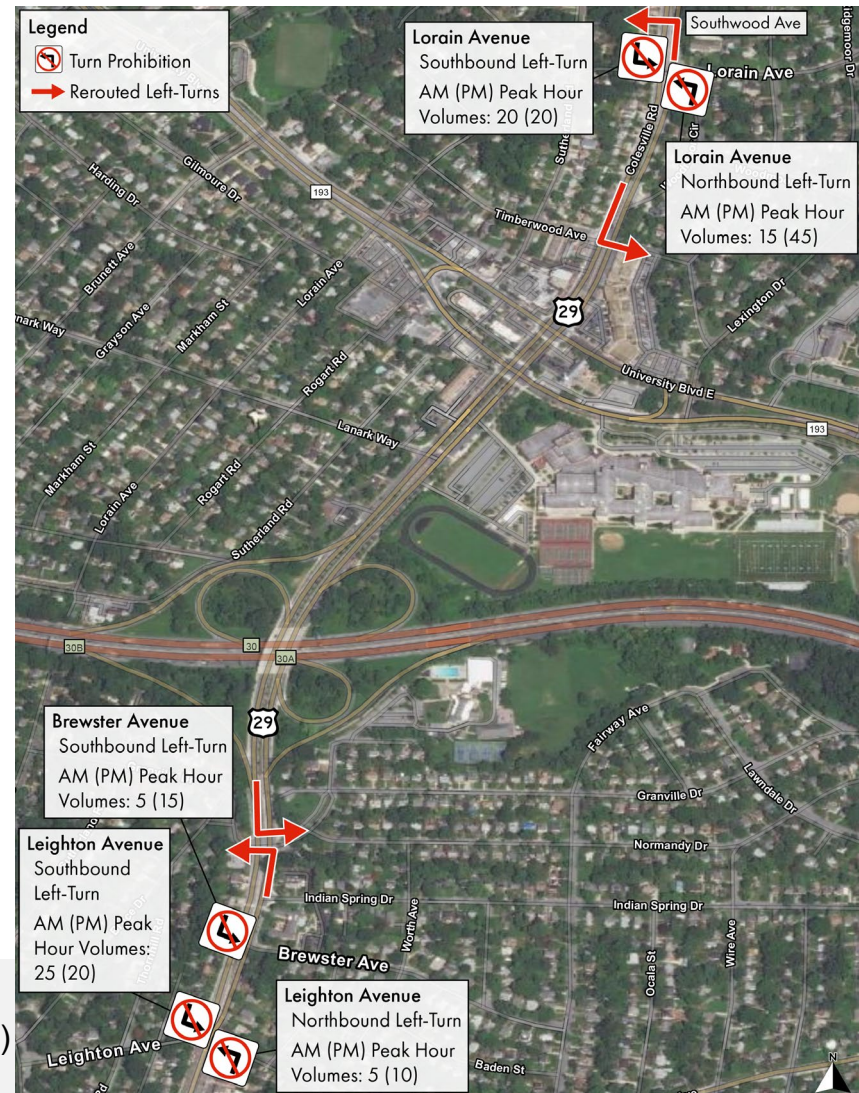 Legend
Turn Prohibition
Rerouted Left-Turns
Lorain Avenue
Southbound Left-Turn
AM (PM) Peak Hour
Volumes: 20 (20)
Southwood Ave
Lorain Ave
Colesville Rd
Lorain Avenue
Northbound Left-Turn
AM (PM) Peak Hour
Volumes: 15 (45)
Harding Dr
Gilmoure Dr
193
Timberwood Ave
Brunett Ave
Grayson Ave
Markham St
Lorain Ave
29
Lexington Dr
Rogart Rd
University Blvd E
Lanark Way
193
Markham St
Lorain Ave
Rogart Rd
Sutherland Rd
30B
30
30A
29
Brewster Avenue
Southbound Left-Turn
AM (PM) Peak Hour
Volumes: 5 (15)
Fairway Ave
Lawndale Dr
Granville Dr
Normandy Dr
Leighton Avenue
Southbound
Left-Turn
AM (PM) Peak
Hour Volumes:
25 (20)
Indian Spring Dr
Indian Spring Dr
Worth Ave
Wire Ave
Ocala St
Brewster Ave
Leighton Avenue
Northbound Left-Turn
AM (PM) Peak Hour
Volumes: 5 (10)
Leighton Ave
Baden St
N